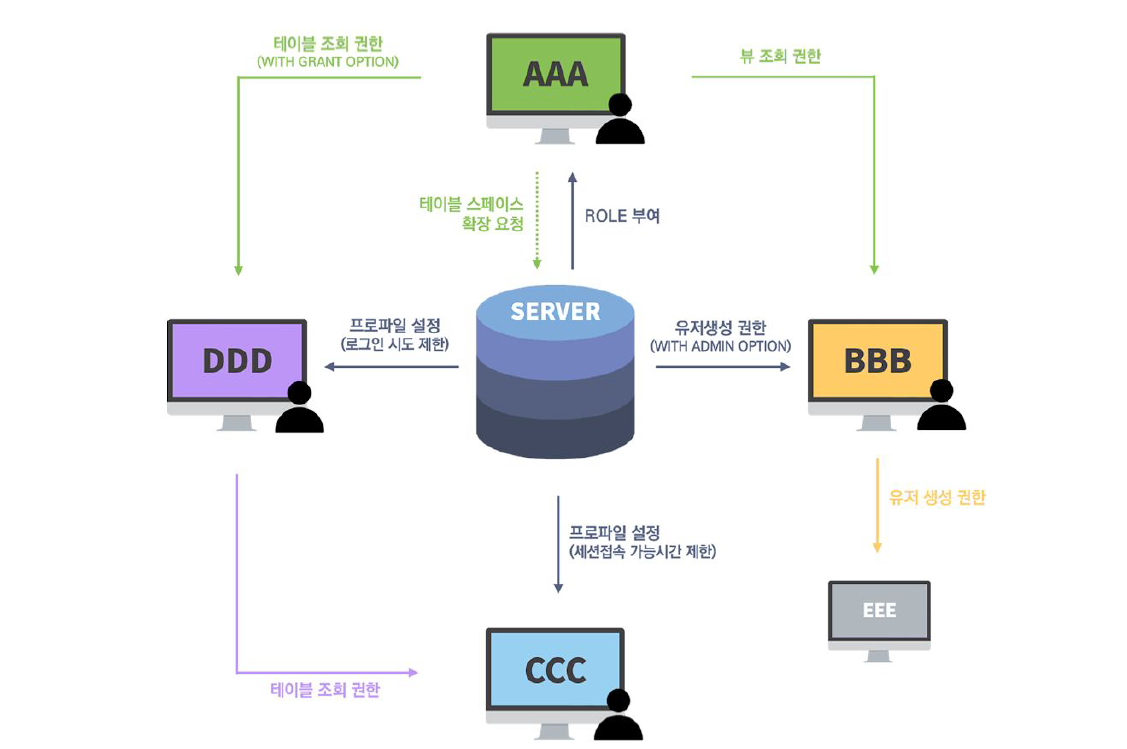 테이블 조회 권한
(WITH GRANT OPTION)
AAA
뷰 조회 권한
테이블 스페이스
확장 요청
ROLE 부여
SERVER
프로파일 설정
(로그인 시도 제한)
유저생성 권한
(WITH ADMIN OPTION)
DDD
BBB
유저 생성 권한
프로파일 설정
(세션접속 가능시간 제한)
EEE
CCC
테이블 조회 권한